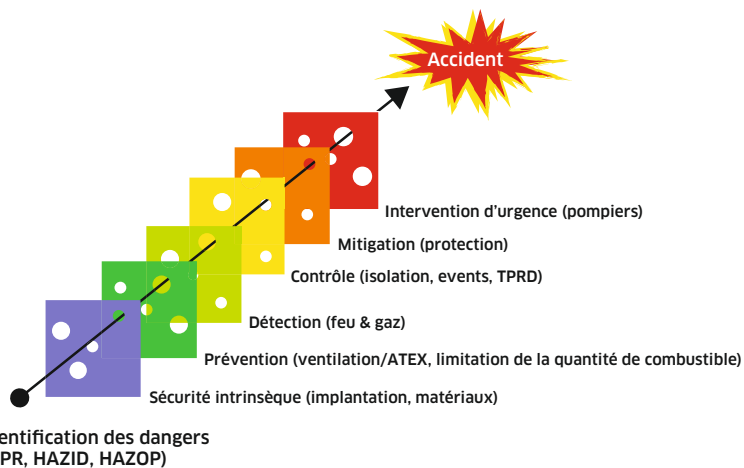 Accident
Intervention d'urgence (pompiers)
Mitigation (protection)
Contrôle (isolation, events, TPRD)
Détection (feu & gaz)
Prévention (ventilation/ATEX, limitation de la quantité de combustible)
Sécurité intrinsèque (implantation, matériaux)
entification des dangers
PR, HAZID, HAZOP)